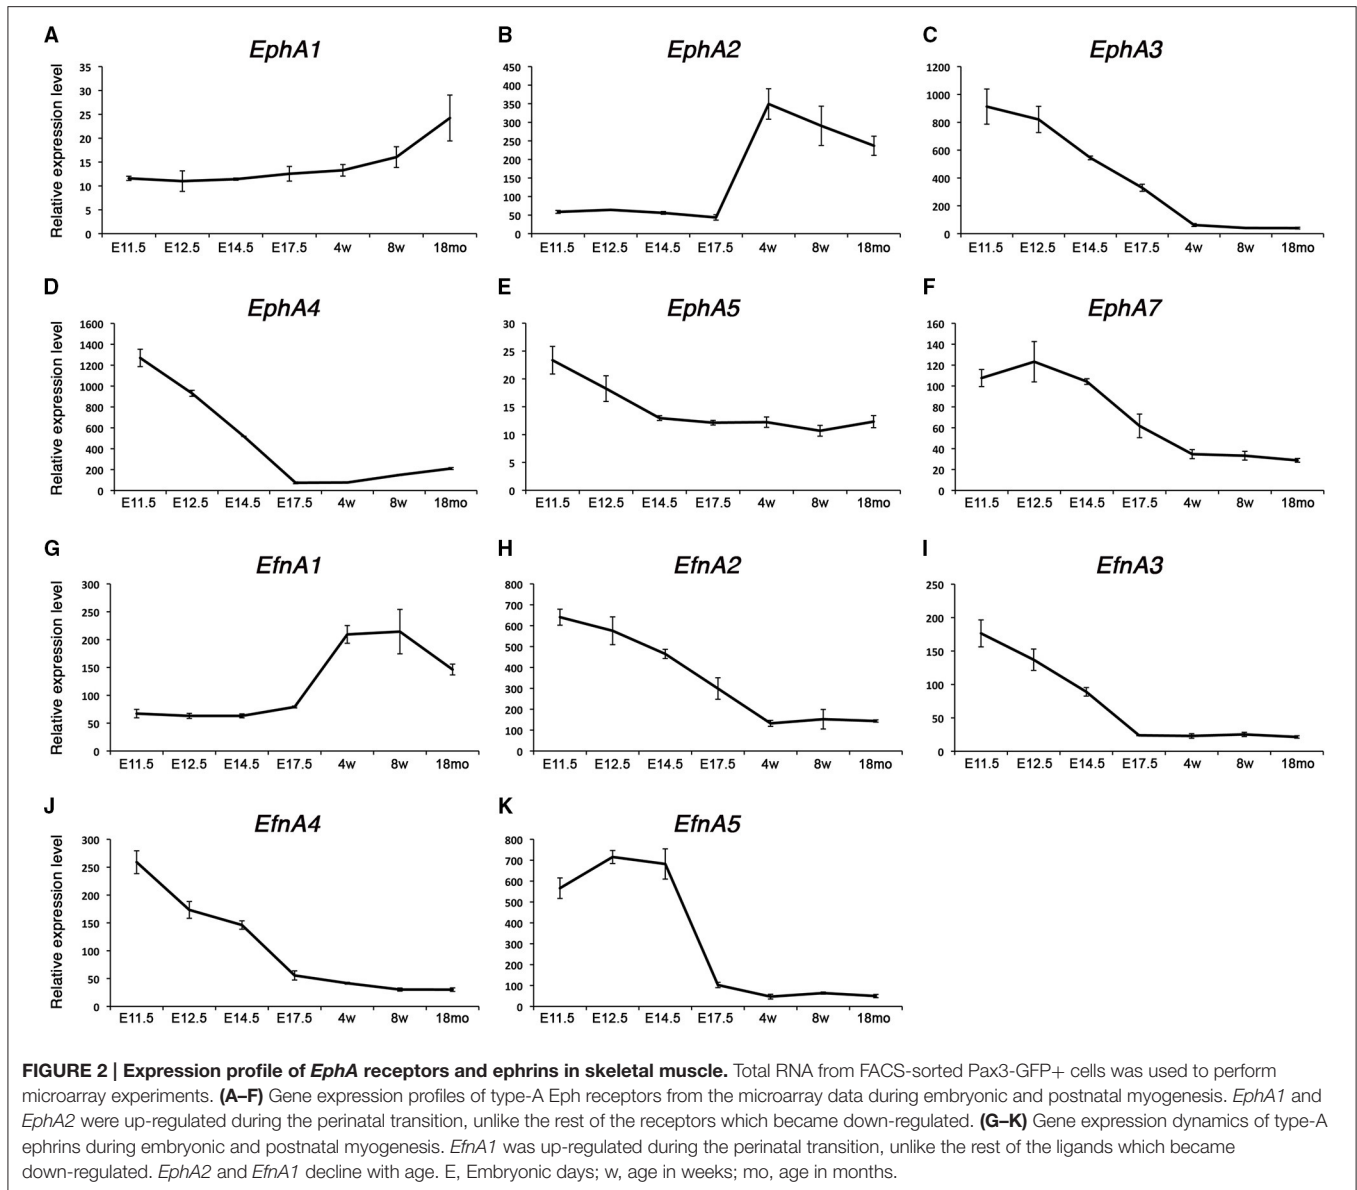 A
EphA1
Relative expression level
35
30
25
20
15
10
5
0
E11.5 E12.5 E14.5 E17.5 4w 8w 18mo
B
EphA2
450
400
350
300
250
200
150
100
50
0
E11.5 E12.5 E14.5 E17.5 4w 8w 18mo
C
EphA3
1200
1000
800
600
400
200
0
E11.5 E12.5 E14.5 E17.5 4w 8w 18mo
D
EphA4
Relative expression level
1600
1400
1200
1000
800
600
400
200
0
E11.5 E12.5 E14.5 E17.5 4w 8w 18mo
E
EphA5
30
25
20
15
10
5
0
E11.5 E12.5 E14.5 E17.5 4w 8w 18mo
F
EphA7
160
140
120
100
80
60
40
20
0
E11.5 E12.5 E14.5 E17.5 4w 8w 18mo
G
EfnA1
Relative expression level
300
250
200
150
100
50
0
E11.5 E12.5 E14.5 E17.5 4w 8w 18mo
H
EfnA2
800
700
600
500
400
300
200
100
0
E11.5 E12.5 E14.5 E17.5 4w 8w 18mo
I
EfnA3
250
200
150
100
50
0
E11.5 E12.5 E14.5 E17.5 4w 8w 18mo
J
EfnA4
Relative expression level
300
250
200
150
100
50
0
E11.5 E12.5 E14.5 E17.5 4w 8w 18mo
K
EfnA5
800
700
600
500
400
300
200
100
0
E11.5 E12.5 E14.5 E17.5 4w 8w 18mo
FIGURE 2 | Expression profile of EphA receptors and ephrins in skeletal muscle. Total RNA from FACS-sorted Pax3-GFP+ cells was used to perform
microarray experiments. (A–F) Gene expression profiles of type-A Eph receptors from the microarray data during embryonic and postnatal myogenesis. EphA1 and
EphA2 were up-regulated during the perinatal transition, unlike the rest of the receptors which became down-regulated. (G–K) Gene expression dynamics of type-A
ephrins during embryonic and postnatal myogenesis. EfnA1 was up-regulated during the perinatal transition, unlike the rest of the ligands which became
down-regulated. EphA2 and EfnA1 decline with age. E, Embryonic days; w, age in weeks; mo, age in months.